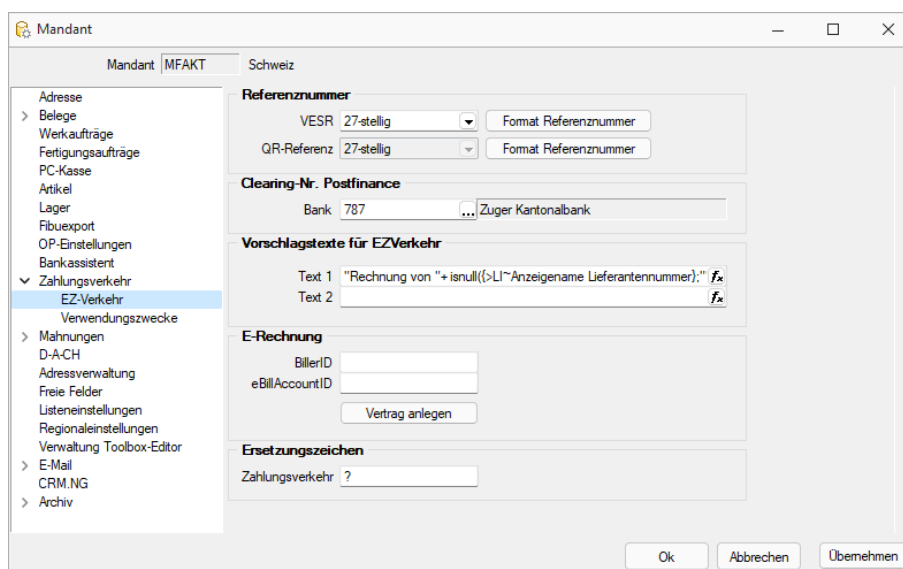 Mandant
Mandant MFAKT Schweiz
Adresse
Belege
Werkaufträge
Fertigungsaufträge
PC-Kasse
Artikel
Lager
Fibuexport
OP-Einstellungen
Bankassistent
Zahlungsverkehr
EZ-Verkehr
Verwendungszwecke
Mahnungen
D-A-CH
Adressverwaltung
Freie Felder
Listeneinstellungen
Regionaleinstellungen
Verwaltung Toolbox-Editor
E-Mail
CRM.NG
Archiv
Referenznummer
VESR 27-stellig Format Referenznummer
QR-Referenz 27-stellig Format Referenznummer
Clearing-Nr. Postfinance
Bank 787 ... Zuger Kantonalbank
Vorschlagstexte für EZVerkehr
Text 1 "Rechnung von "+ isnull({>LI~Anzeigename Lieferantennummer};" fx
Text 2 fx
E-Rechnung
BillerID
eBillAccountID
Vertrag anlegen
Ersetzungszeichen
Zahlungsverkehr ?
Ok Abbrechen Übernehmen